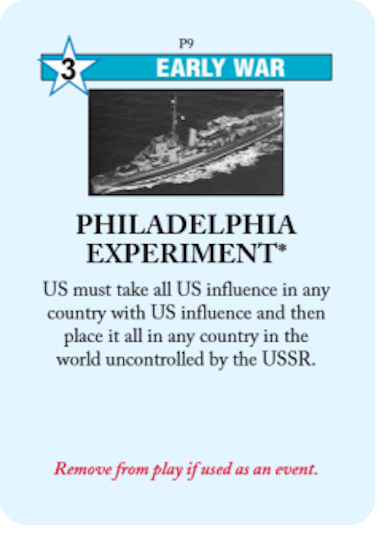 P9
3
EARLY WAR
PHILADELPHIA
EXPERIMENT*
US must take all US influence in any
country with US influence and then
place it all in any country in the
world uncontrolled by the USSR.
Remove from play if used as an event.